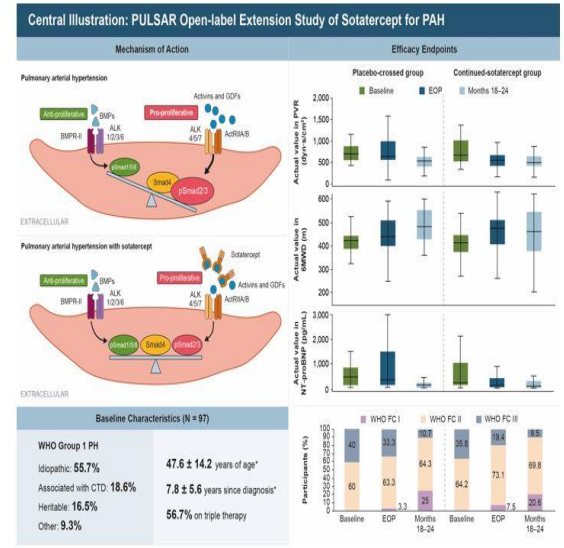 Central Illustration: PULSAR Open-label Extension Study of Sotatercept for PAH
Mechanism of Action
Pulmonary arterial hypertension
Activins and GDFs
Anti-proliferative
BMPs
Pro-proliferative
BMPR-II
ALK
1/2/3/6
ALK
4/5/7
ActRIIA/B
pSmad1/5/8
Smad4
pSmad2/3
EXTRACELLULAR
Pulmonary arterial hypertension with sotatercept
Sotatercept
Anti-proliferative
BMPs
Pro-proliferative
Activins and GDFs
BMPR-II
ALK
1/2/3/6
ALK
4/5/7
ActRIIA/B
pSmad1/5/8
Smad4
pSmad2/3
EXTRACELLULAR
Baseline Characteristics (N = 97)
WHO Group 1 PH
Idiopathic: 55.7%
Associated with CTD: 18.6%
Heritable: 16.5%
Other: 9.3%
47.6 ± 14.2 years of age*
7.8 ± 5.6 years since diagnosis*
56.7% on triple therapy
Efficacy Endpoints
Placebo-crossed group
Continued-sotatercept group
Baseline
EOP
Months 18–24
Actual value in PVR
(dyn·s/cm⁵)
2,000
1,500
1,000
500
0
Actual value in
6MWD (m)
600
500
400
300
200
Actual value in
NT-proBNP (pg/mL)
3,000
2,000
1,000
0
WHO FC I
WHO FC II
WHO FC III
Participants (%)
100
90
80
70
60
50
40
30
20
10
0
40
60
33.3
63.3
3.3
10.7
64.3
25
35.8
64.2
19.4
73.1
7.5
9.5
69.8
20.6
Baseline
EOP
Months
18–24
Baseline
EOP
Months
18–24